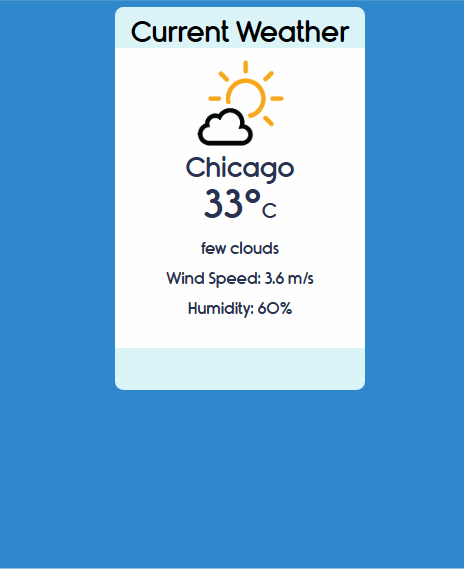 Current Weather
Chicago
33°C
few clouds
Wind Speed: 3.6 m/s
Humidity: 60%